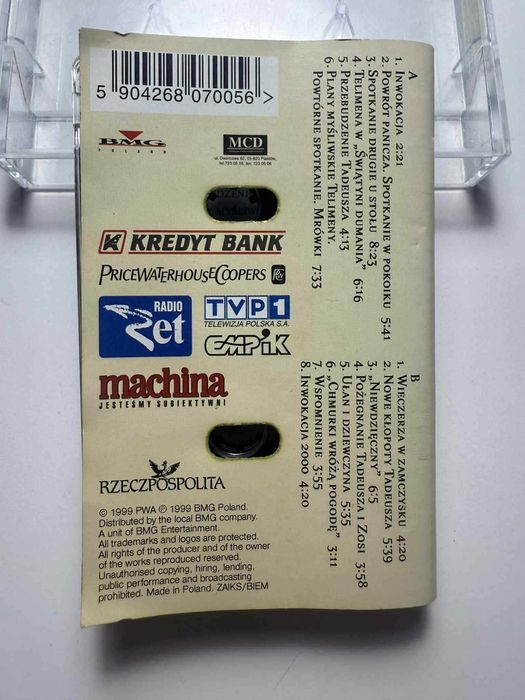 5 904268 070056 >
BMG
POLAND
MCD
ul. Dworcowa 62, 05-820 Piastów,
KREDYT BANK
PRICEWATERHOUSECOOPERS
RADIO
Zet
TVP1
TELEWIZJA POLSKA S.A.
EMPiK
machina
JESTEŚMY SUBIEKTYWNI
RZECZPOSPOLITA
© 1999 PWA ℗ 1999 BMG Poland.
Distributed by the local BMG company.
A unit of BMG Entertainment.
All trademarks and logos are protected.
All rights of the producer and of the owner
of the works reproduced reserved.
Unauthorised copying, hiring, lending,
public performance and broadcasting
prohibited. Made in Poland. ZAIKS/BIEM
A
1. INWOKACJA 2:21
2. POWRÓT PANICZA. SPOTKANIE W POKOIKU 5:41
3. SPOTKANIE DRUGIE U STOŁU 8:23
4. TELIMENA W „ŚWIĄTYNI DUMANIA" 6:16
5. PRZEBUDZENIE TADEUSZA 4:13
6. PLANY MYŚLIWSKIE TELIMENY.
POWTÓRNE SPOTKANIE. MRÓWKI 7:33
B
1. WIECZERZA W ZAMCZYSKU 4:20
2. NOWE KŁOPOTY TADEUSZA 5:39
3. „NIEWDZIĘCZNY" 6:5
4. POŻEGNANIE TADEUSZA I ZOSI 3:58
5. UŁAN I DZIEWCZYNA 5:35
6. „CHMURKI WRÓŻĄ POGODĘ" 3:11
7. WSPOMNIENIE 3:55
8. INWOKACJA 2000 4:20